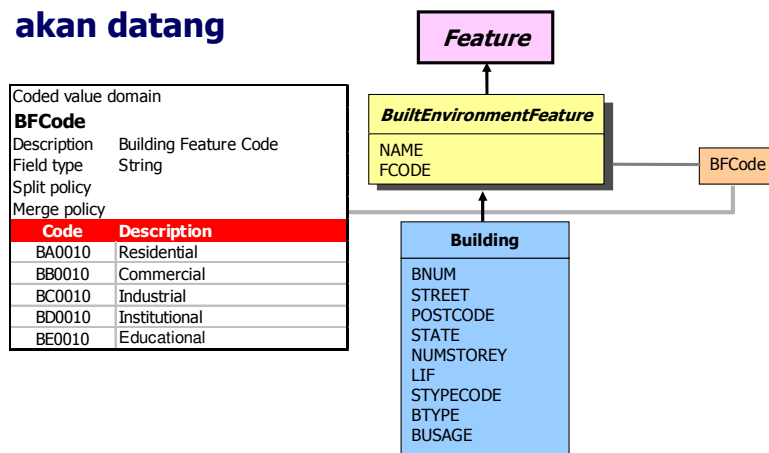 akan datang
Coded value domain
BFCode
Description Building Feature Code
Field type String
Split policy
Merge policy
Code Description
BA0010 Residential
BB0010 Commercial
BC0010 Industrial
BD0010 Institutional
BE0010 Educational
Feature
BuiltEnvironmentFeature
NAME
FCODE
BFCode
Building
BNUM
STREET
POSTCODE
STATE
NUMSTOREY
LIF
STYPECODE
BTYPE
BUSAGE